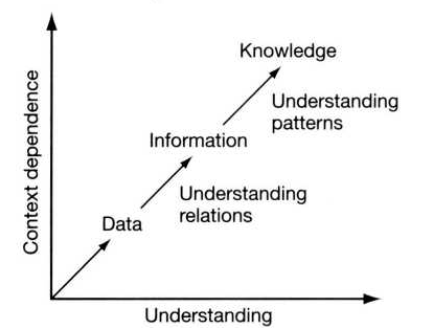 Knowledge
Understanding
patterns
Information
Understanding
relations
Data
Context dependence
Understanding